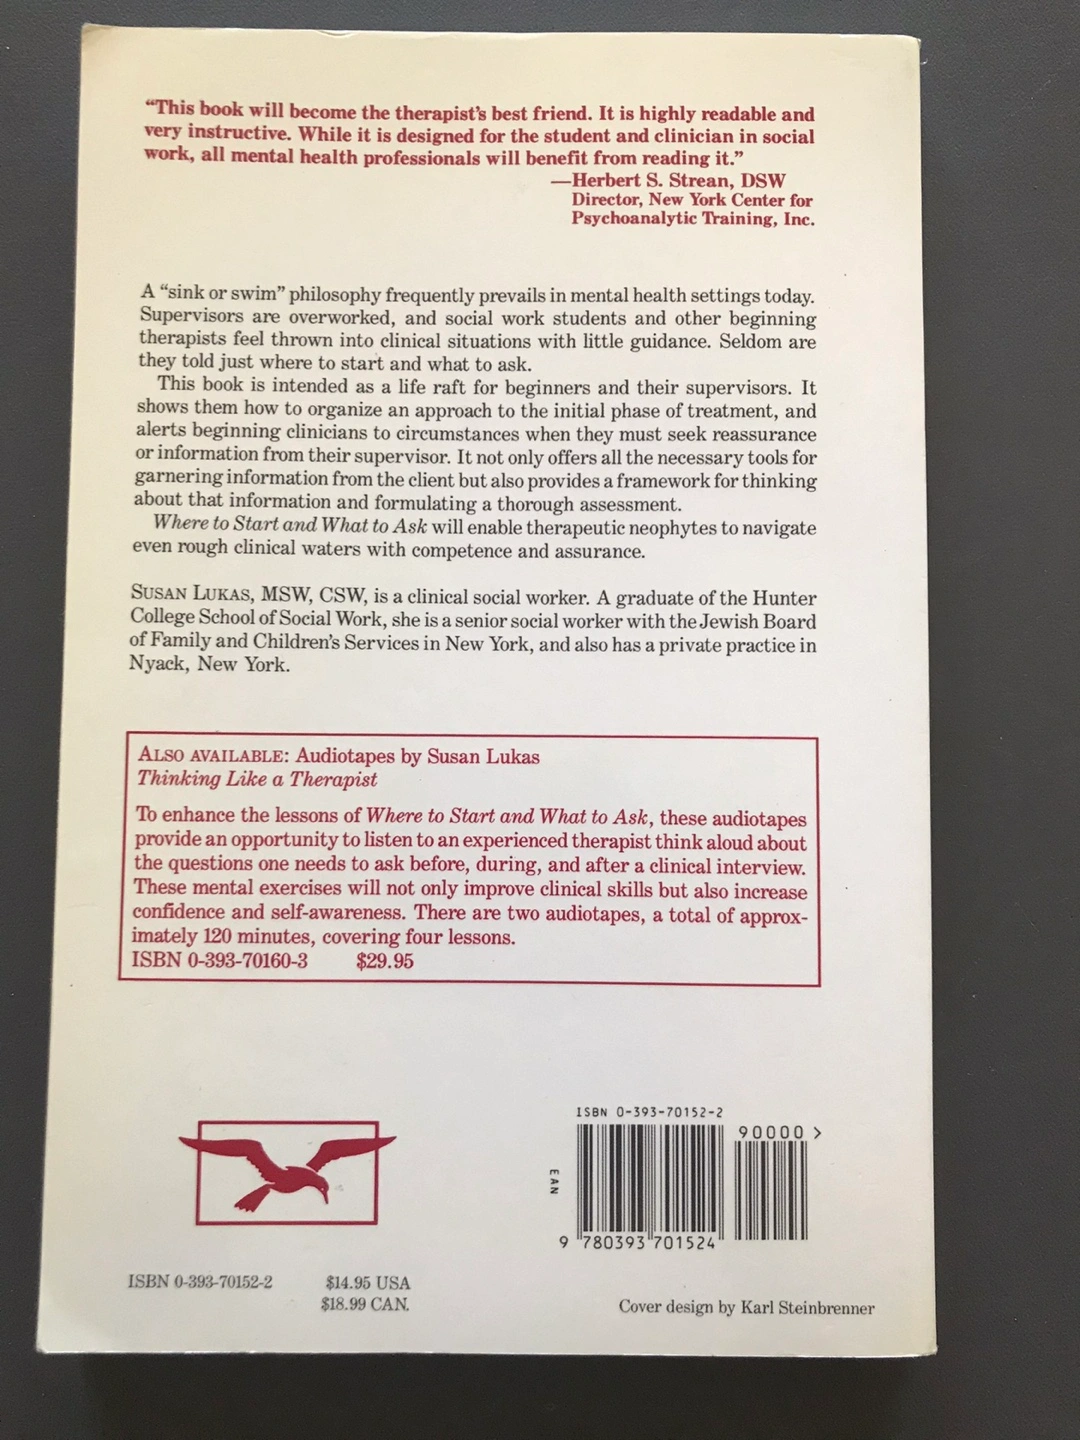 “This book will become the therapist’s best friend. It is highly readable and
very instructive. While it is designed for the student and clinician in social
work, all mental health professionals will benefit from reading it.”
—Herbert S. Strean, DSW
Director, New York Center for
Psychoanalytic Training, Inc.
A “sink or swim” philosophy frequently prevails in mental health settings today.
Supervisors are overworked, and social work students and other beginning
therapists feel thrown into clinical situations with little guidance. Seldom are
they told just where to start and what to ask.
This book is intended as a life raft for beginners and their supervisors. It
shows them how to organize an approach to the initial phase of treatment, and
alerts beginning clinicians to circumstances when they must seek reassurance
or information from their supervisor. It not only offers all the necessary tools for
garnering information from the client but also provides a framework for thinking
about that information and formulating a thorough assessment.
Where to Start and What to Ask will enable therapeutic neophytes to navigate
even rough clinical waters with competence and assurance.
SUSAN LUKAS, MSW, CSW, is a clinical social worker. A graduate of the Hunter
College School of Social Work, she is a senior social worker with the Jewish Board
of Family and Children’s Services in New York, and also has a private practice in
Nyack, New York.
ALSO AVAILABLE: Audiotapes by Susan Lukas
Thinking Like a Therapist
To enhance the lessons of Where to Start and What to Ask, these audiotapes
provide an opportunity to listen to an experienced therapist think aloud about
the questions one needs to ask before, during, and after a clinical interview.
These mental exercises will not only improve clinical skills but also increase
confidence and self-awareness. There are two audiotapes, a total of approx-
imately 120 minutes, covering four lessons.
ISBN 0-393-70160-3 $29.95
ISBN 0-393-70152-2
90000 >
EAN
9 780393 701524
ISBN 0-393-70152-2 $14.95 USA
$18.99 CAN.
Cover design by Karl Steinbrenner